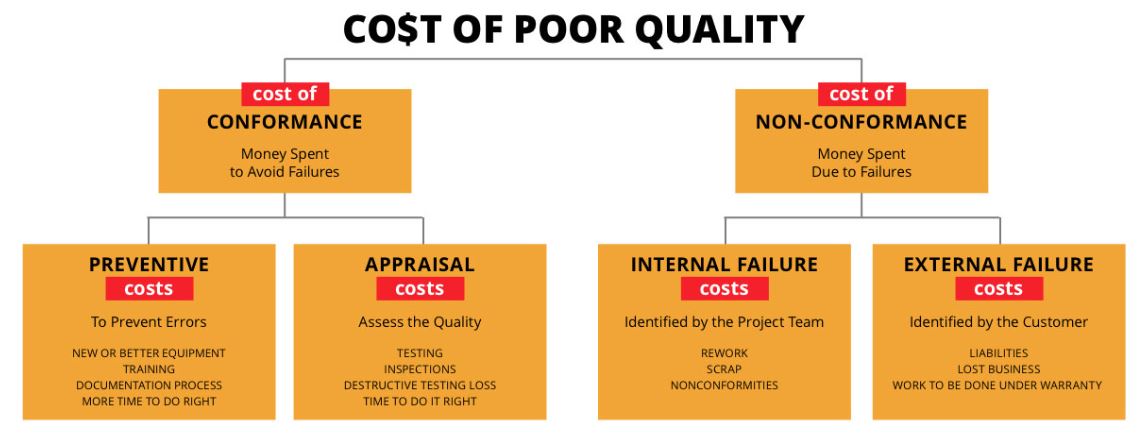 CO$T OF POOR QUALITY
cost of
CONFORMANCE
Money Spent
to Avoid Failures
cost of
NON-CONFORMANCE
Money Spent
Due to Failures
PREVENTIVE
costs
To Prevent Errors
NEW OR BETTER EQUIPMENT
TRAINING
DOCUMENTATION PROCESS
MORE TIME TO DO RIGHT
APPRAISAL
costs
Assess the Quality
TESTING
INSPECTIONS
DESTRUCTIVE TESTING LOSS
TIME TO DO IT RIGHT
INTERNAL FAILURE
costs
Identified by the Project Team
REWORK
SCRAP
NONCONFORMITIES
EXTERNAL FAILURE
costs
Identified by the Customer
LIABILITIES
LOST BUSINESS
WORK TO BE DONE UNDER WARRANTY